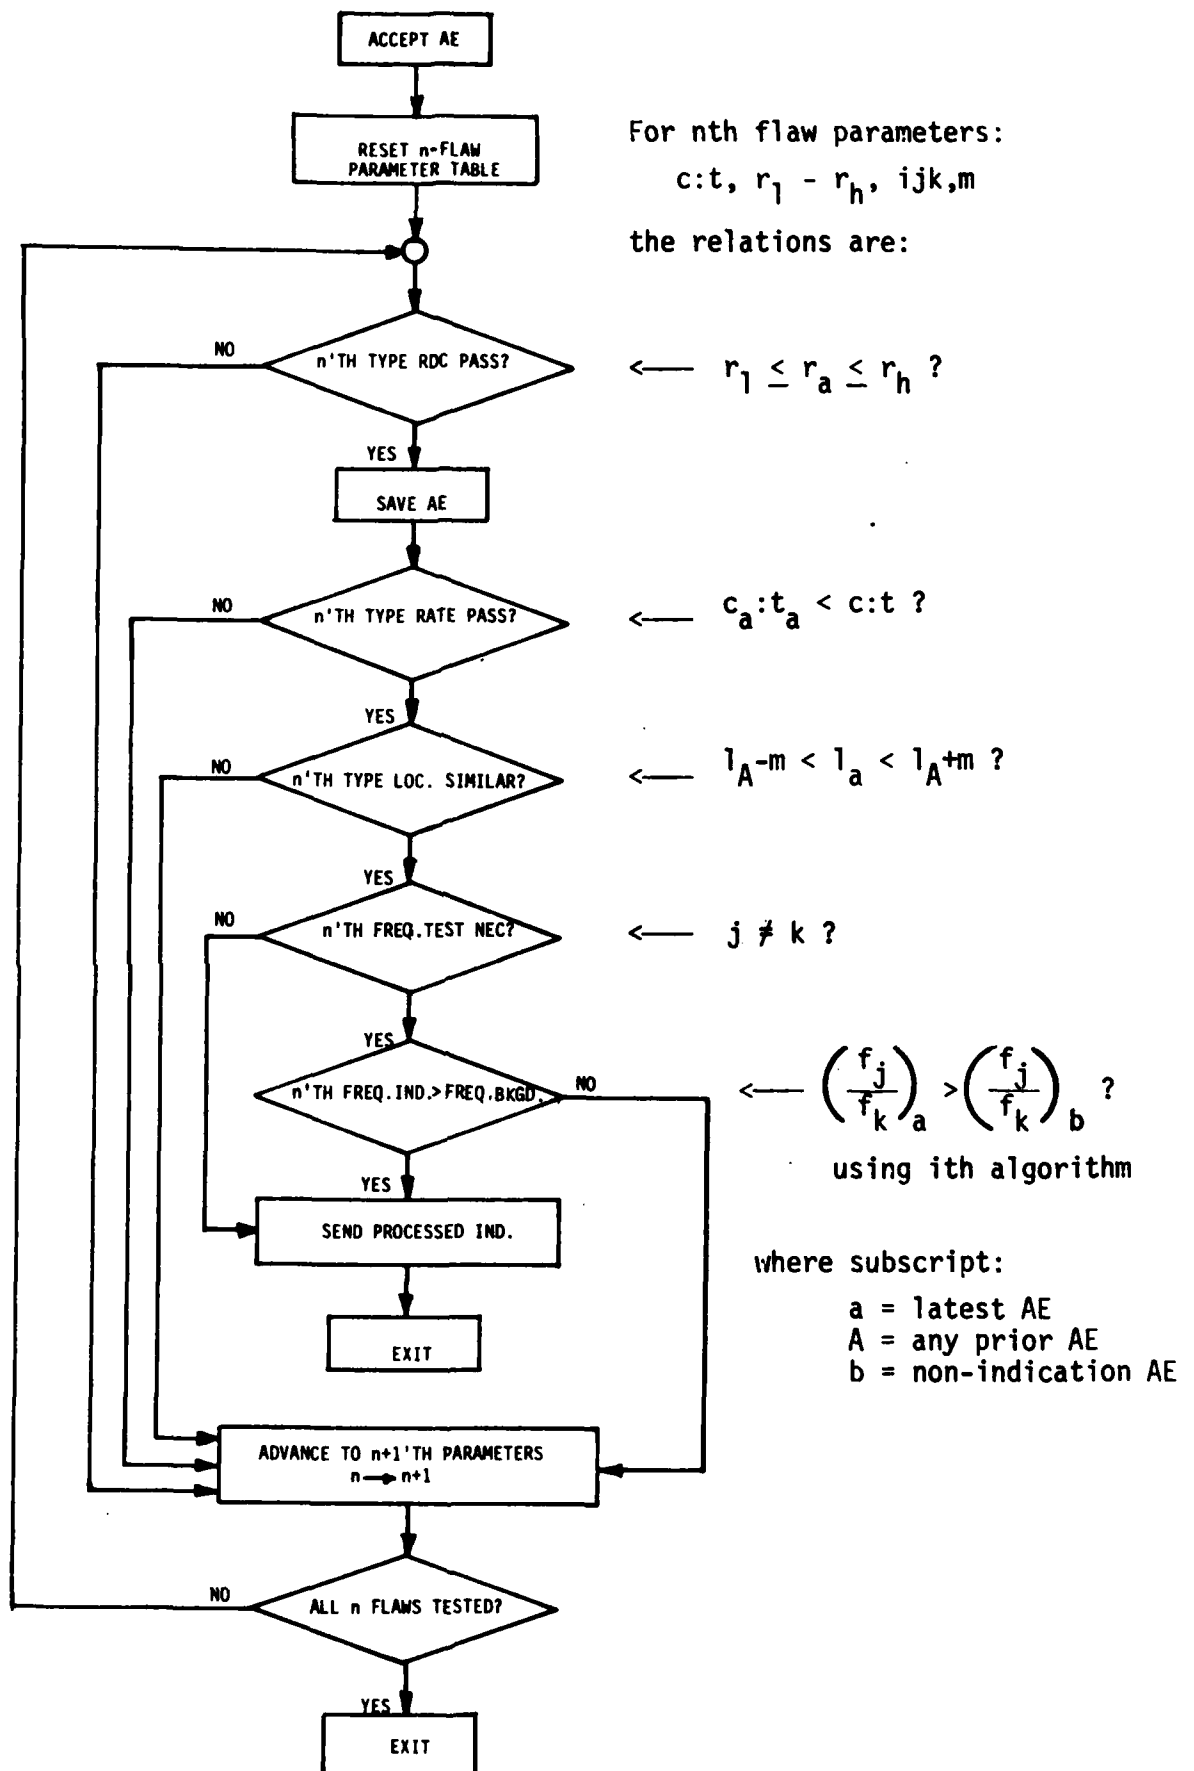 ACCEPT AE
RESET n-FLAW
PARAMETER TABLE
For nth flaw parameters:
c:t, r_l - r_h, ijk,m
the relations are:
NO
n'TH TYPE RDC PASS?
<— r_l ≤ r_a ≤ r_h ?
YES
SAVE AE
NO
n'TH TYPE RATE PASS?
<— c_a:t_a < c:t ?
YES
NO
n'TH TYPE LOC. SIMILAR?
<— l_A-m < l_a < l_A+m ?
YES
NO
n'TH FREQ.TEST NEC?
<— j ≠ k ?
YES
n'TH FREQ.IND.>FREQ.BKGD.
NO
<— (f_j/f_k)_a > (f_j/f_k)_b ?
using ith algorithm
YES
SEND PROCESSED IND.
where subscript:
a = latest AE
A = any prior AE
b = non-indication AE
EXIT
ADVANCE TO n+1'TH PARAMETERS
n→n+1
NO
ALL n FLAWS TESTED?
YES
EXIT